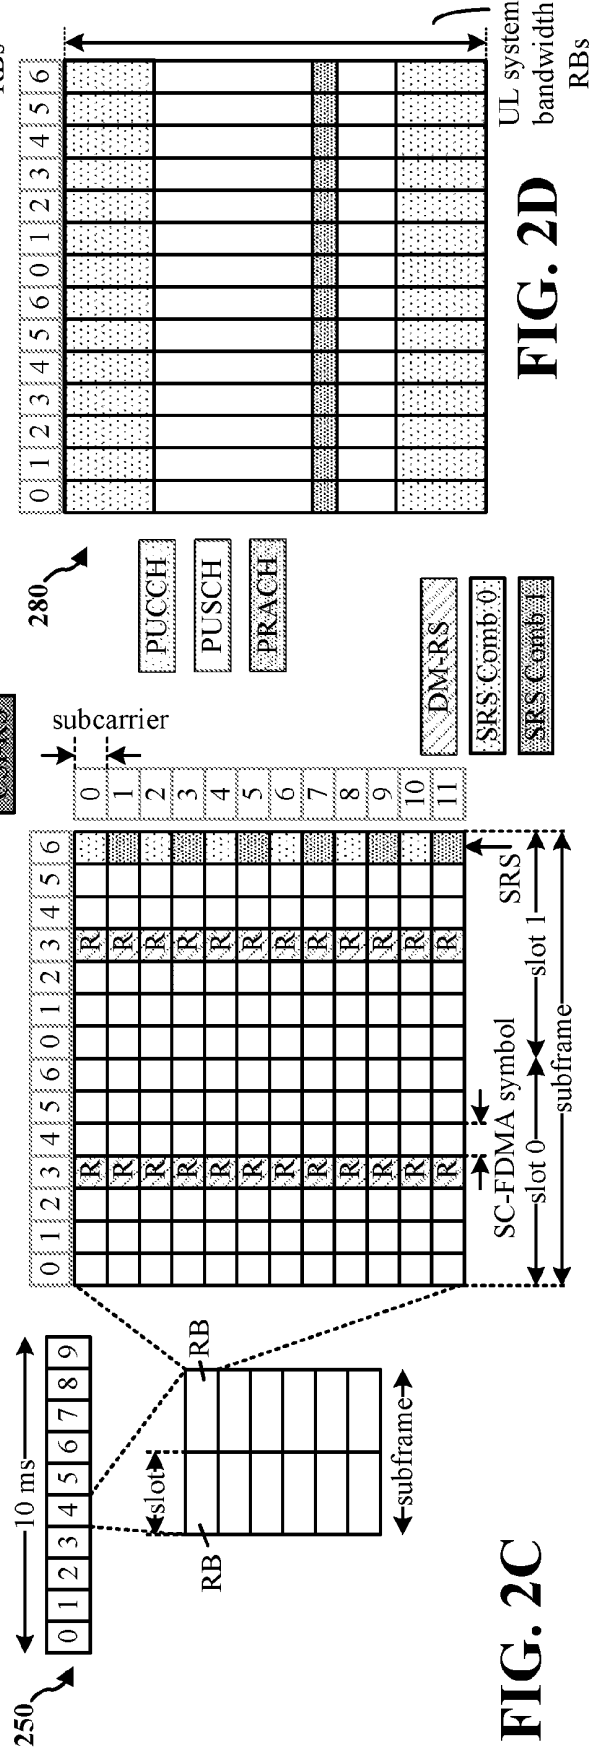 250
10 ms
0 1 2 3 4 5 6 7 8 9
slot
RB
RB
subframe
0 1 2 3 4 5 6 0 1 2 3 4 5 6
R R
R R
R R
R R
R R
R R
R R
R R
R R
R R
R R
R R
subcarrier
0
1
2
3
4
5
6
7
8
9
10
11
SC-FDMA symbol
SRS
slot 0 slot 1
subframe
DM-RS
SRS Comb 0
SRS Comb 1
FIG. 2C
280
0 1 2 3 4 5 6 0 1 2 3 4 5 6
PUCCH
PUSCH
PRACH
UL system
bandwidth
RBs
FIG. 2D
RBs